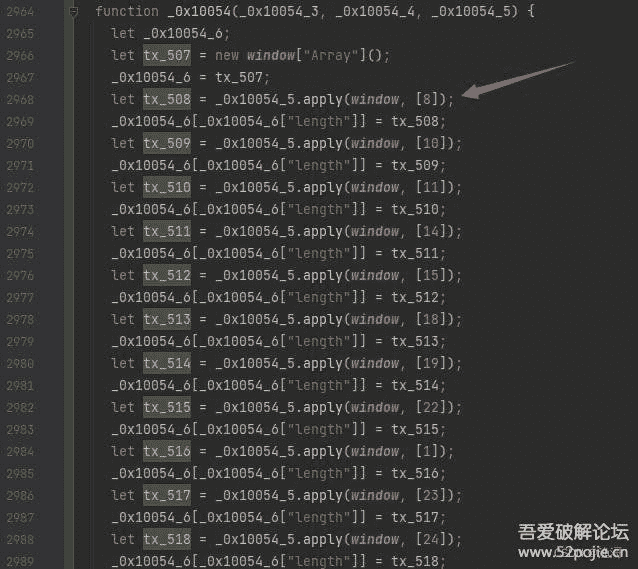 2964 function _0x10054(_0x10054_3, _0x10054_4, _0x10054_5) {
2965 let _0x10054_6;
2966 let tx_507 = new window["Array"]();
2967 _0x10054_6 = tx_507;
2968 let tx_508 = _0x10054_5.apply(window, [8]);
2969 _0x10054_6[_0x10054_6["length"]] = tx_508;
2970 let tx_509 = _0x10054_5.apply(window, [10]);
2971 _0x10054_6[_0x10054_6["length"]] = tx_509;
2972 let tx_510 = _0x10054_5.apply(window, [11]);
2973 _0x10054_6[_0x10054_6["length"]] = tx_510;
2974 let tx_511 = _0x10054_5.apply(window, [14]);
2975 _0x10054_6[_0x10054_6["length"]] = tx_511;
2976 let tx_512 = _0x10054_5.apply(window, [15]);
2977 _0x10054_6[_0x10054_6["length"]] = tx_512;
2978 let tx_513 = _0x10054_5.apply(window, [18]);
2979 _0x10054_6[_0x10054_6["length"]] = tx_513;
2980 let tx_514 = _0x10054_5.apply(window, [19]);
2981 _0x10054_6[_0x10054_6["length"]] = tx_514;
2982 let tx_515 = _0x10054_5.apply(window, [22]);
2983 _0x10054_6[_0x10054_6["length"]] = tx_515;
2984 let tx_516 = _0x10054_5.apply(window, [1]);
2985 _0x10054_6[_0x10054_6["length"]] = tx_516;
2986 let tx_517 = _0x10054_5.apply(window, [23]);
2987 _0x10054_6[_0x10054_6["length"]] = tx_517;
2988 let tx_518 = _0x10054_5.apply(window, [24]);
2989 _0x10054_6[_0x10054_6["length"]] = tx_518;
吾爱破解论坛
www.52pojie.cn